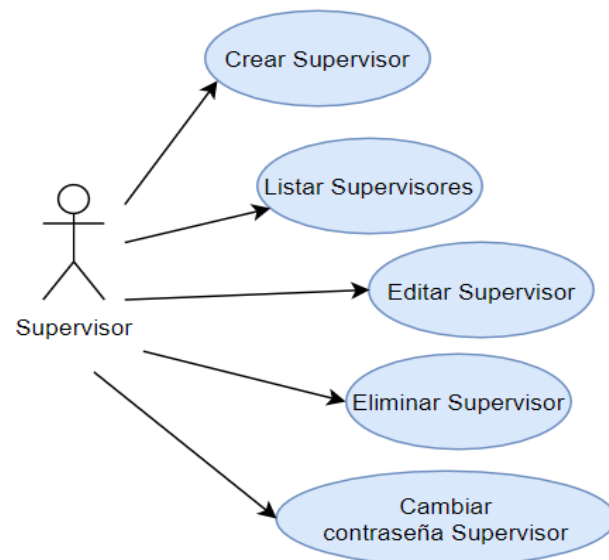 Crear Supervisor
Listar Supervisores
Editar Supervisor
Supervisor
Eliminar Supervisor
Cambiar
contraseña Supervisor